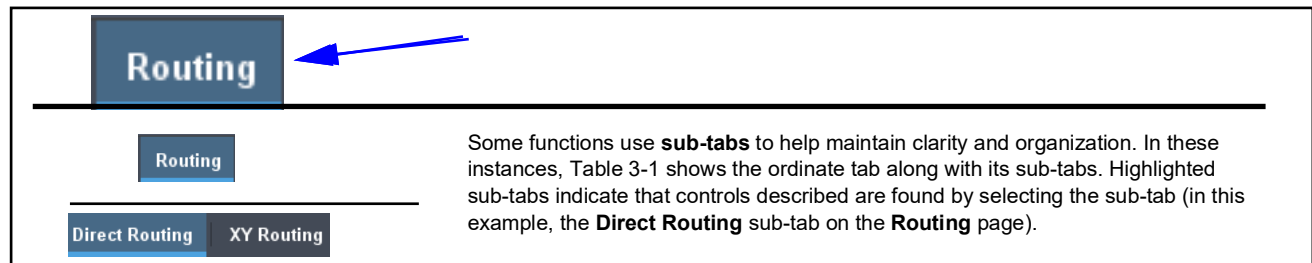 Routing
Routing
Direct Routing XY Routing
Some functions use sub-tabs to help maintain clarity and organization. In these
instances, Table 3-1 shows the ordinate tab along with its sub-tabs. Highlighted
sub-tabs indicate that controls described are found by selecting the sub-tab (in this
example, the Direct Routing sub-tab on the Routing page).